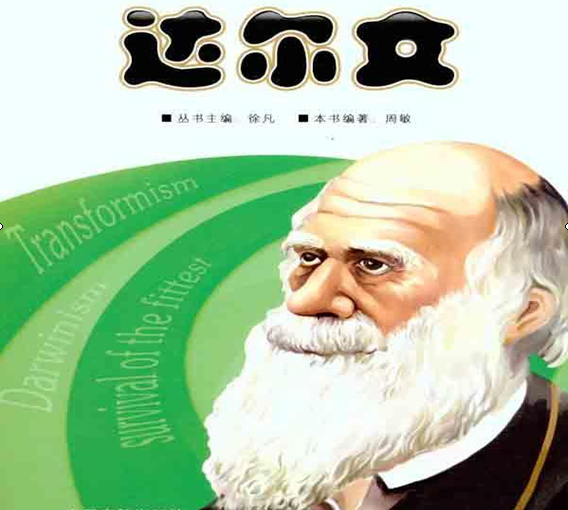 达尔文
■ 丛书主编 徐凡 ■ 本书编著 周敏
Transformism
Darwinism
survival of the fittest